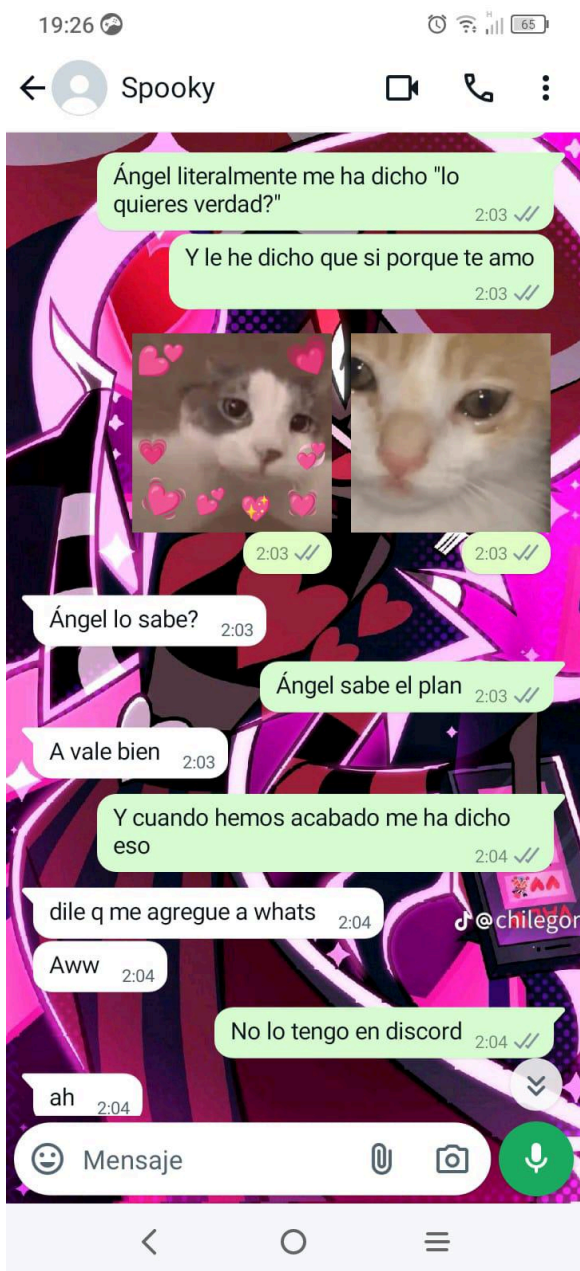 19:26
H
65
Spooky
Ángel literalmente me ha dicho "lo
quieres verdad?"
2:03
Y le he dicho que si porque te amo
2:03
2:03
2:03
Ángel lo sabe?
2:03
Ángel sabe el plan
2:03
A vale bien
2:03
Y cuando hemos acabado me ha dicho
eso
2:04
dile q me agregue a whats
2:04
@chilegor
Aww
2:04
No lo tengo en discord
2:04
ah
2:04
Mensaje